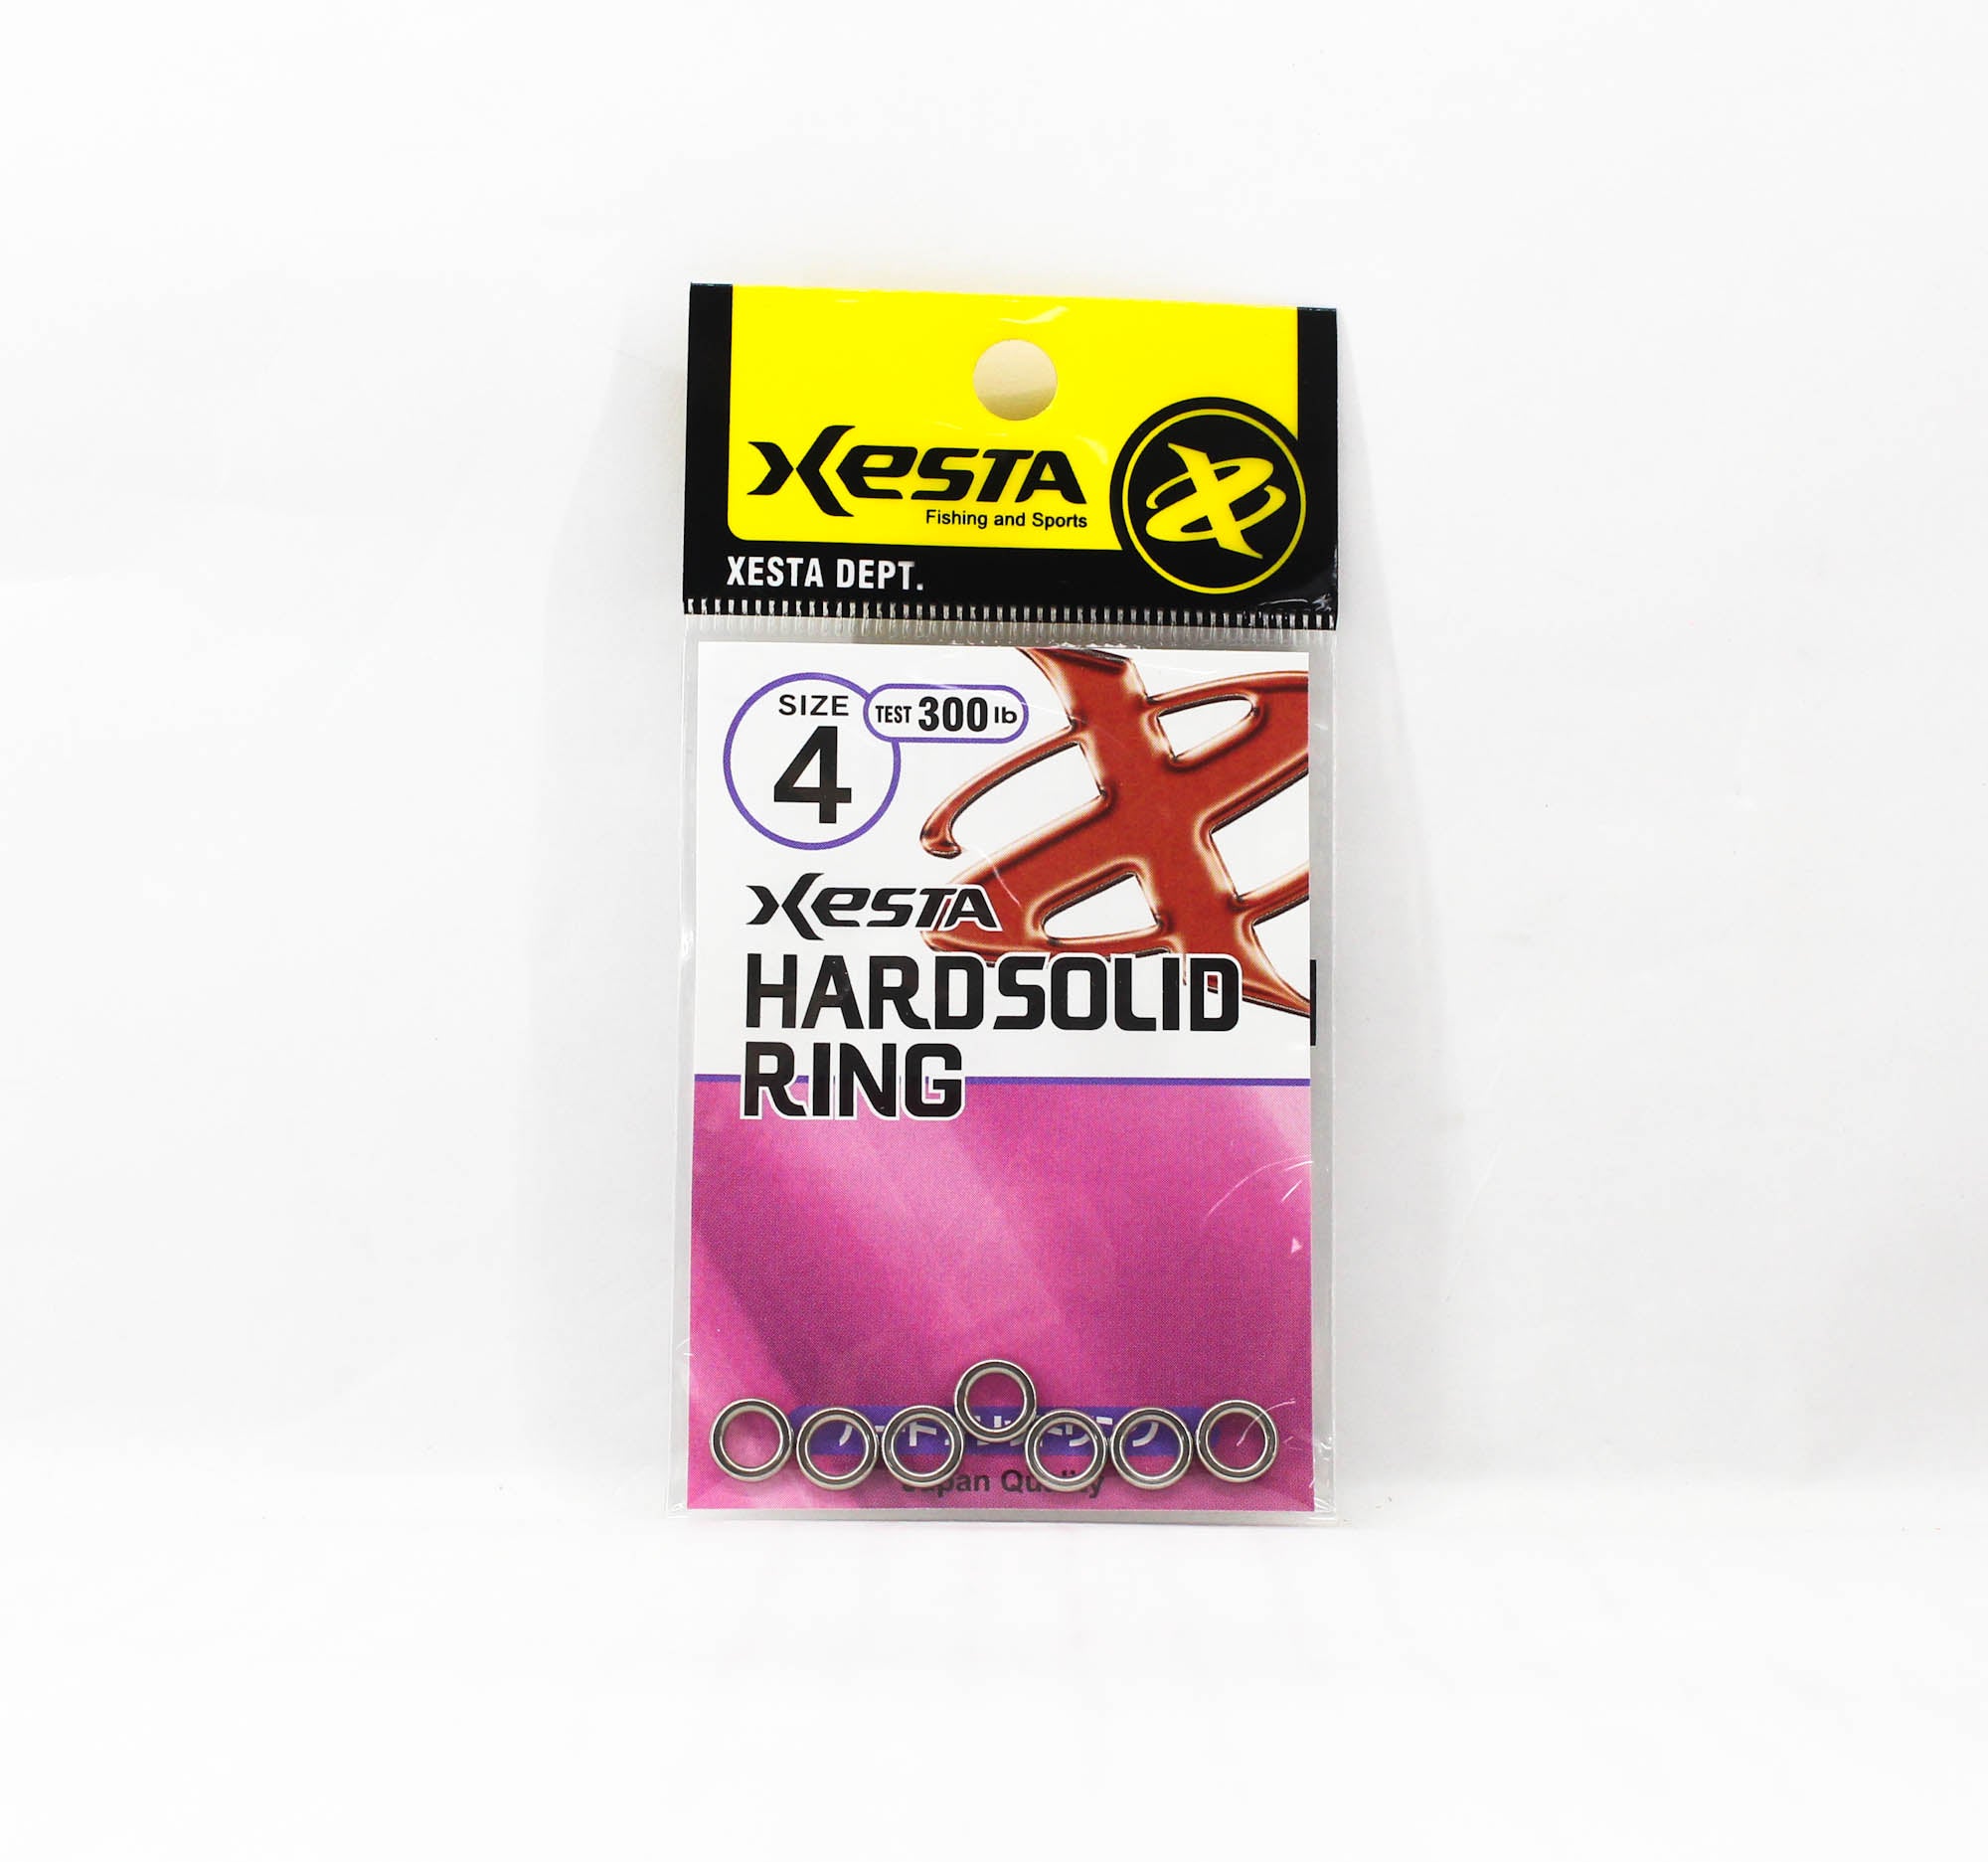 XESTA
Fishing and Sports
XESTA DEPT.
SIZE
4
TEST 300 lb
XESTA
HARDSOLID
RING
Japan Quality